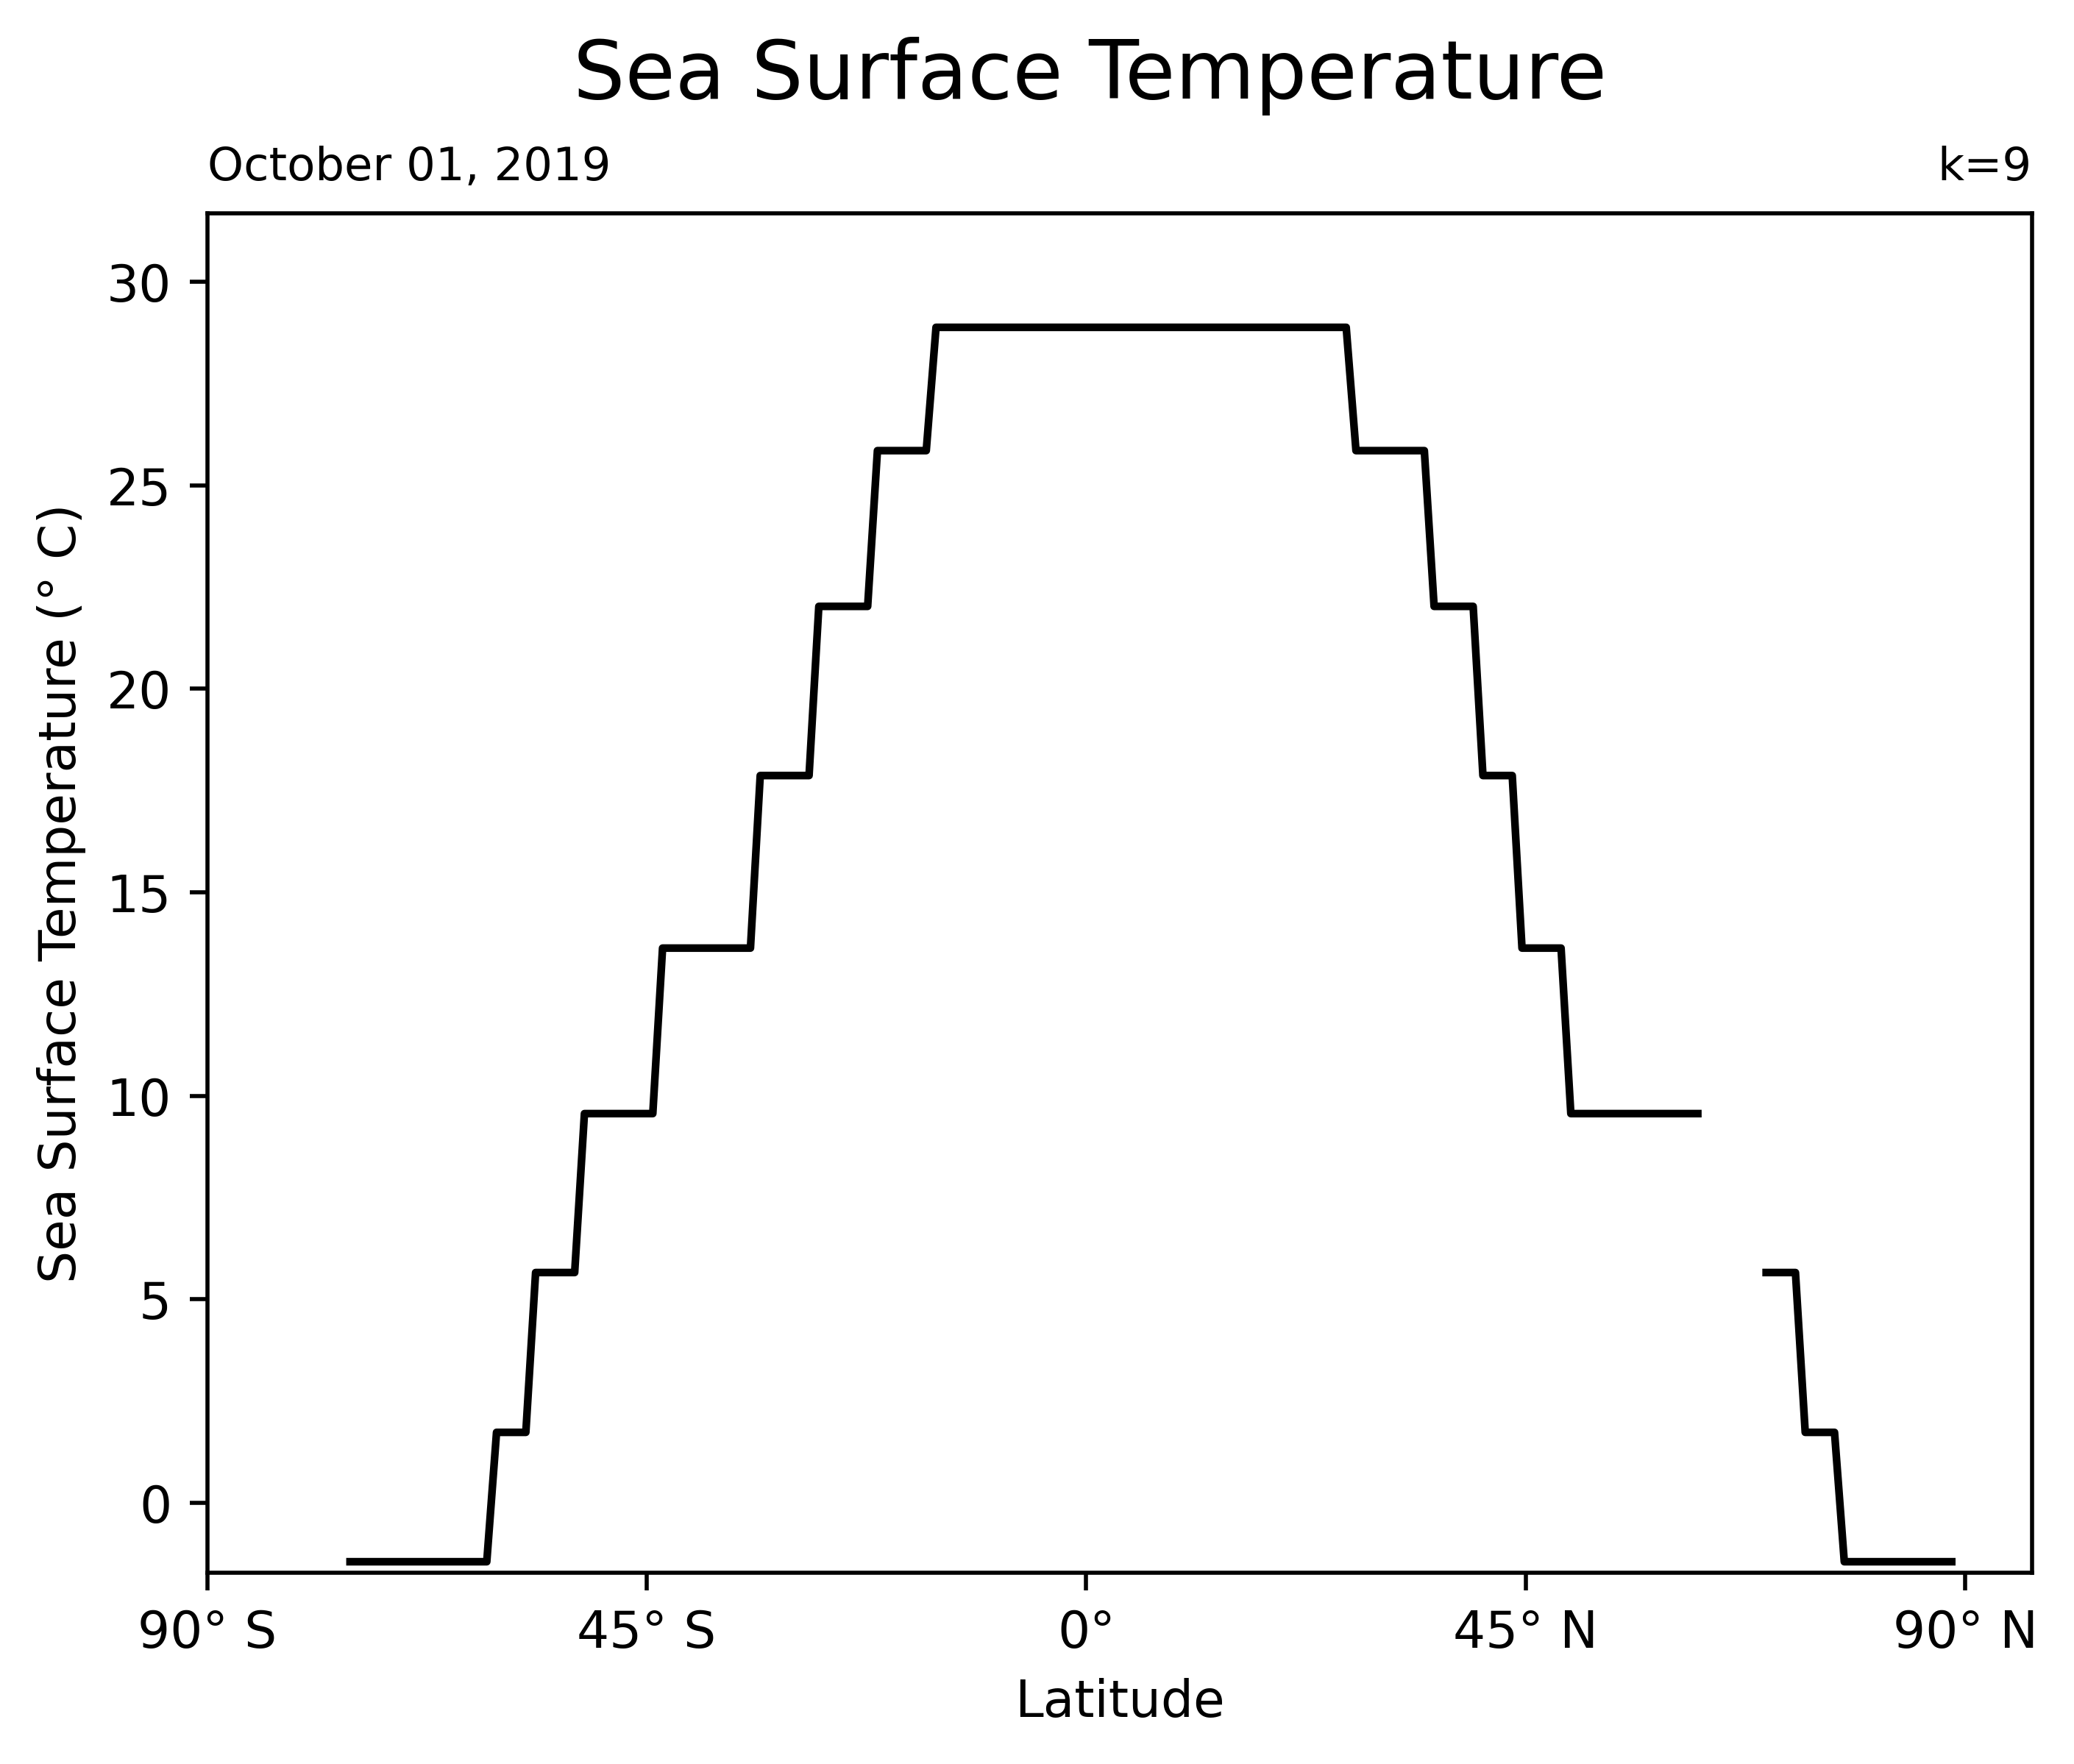 Sea Surface Temperature
October 01, 2019
k=9
Sea Surface Temperature (° C)
30
25
20
15
10
5
0
90° S
45° S
0°
45° N
90° N
Latitude